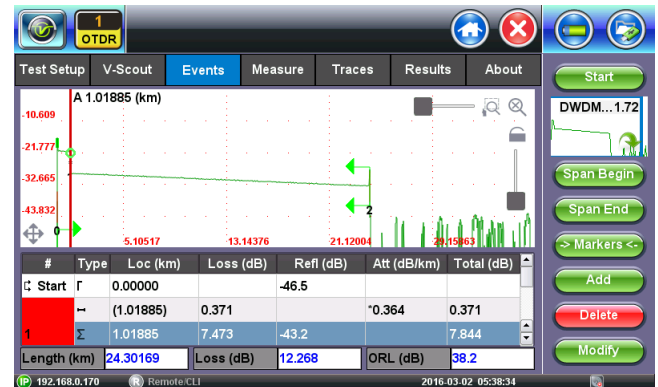 1
OTDR
Test Setup V-Scout Events Measure Traces Results About
Start
A 1.01885 (km)
DWDM...1.72
-10.609
-21.777
-32.665
-43.832
0
1
2
5.10517 13.14376 21.12004 29.15863
Span Begin
Span End
-> Markers <-
Add
Delete
Modify
# Type Loc (km) Loss (dB) Refl (dB) Att (dB/km) Total (dB)
Start Γ 0.00000 -46.5
(1.01885) 0.371 *0.364 0.371
1 Σ 1.01885 7.473 -43.2 7.844
Length (km) 24.30169 Loss (dB) 12.268 ORL (dB) 38.2
IP 192.168.0.170 R Remote/CLI 2016-03-02 05:38:34